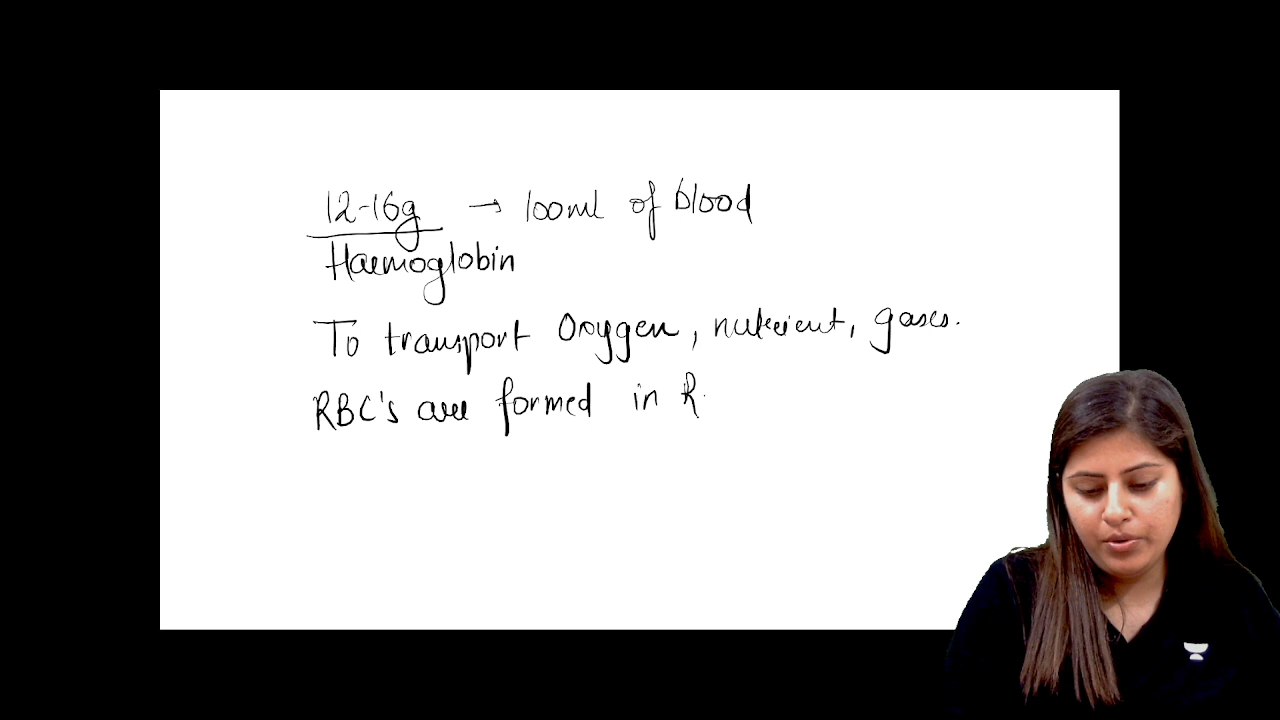 12-16g → 100ml of blood
Haemoglobin
To transport Oxygen, nutrient, gases.
RBC's are formed in R.